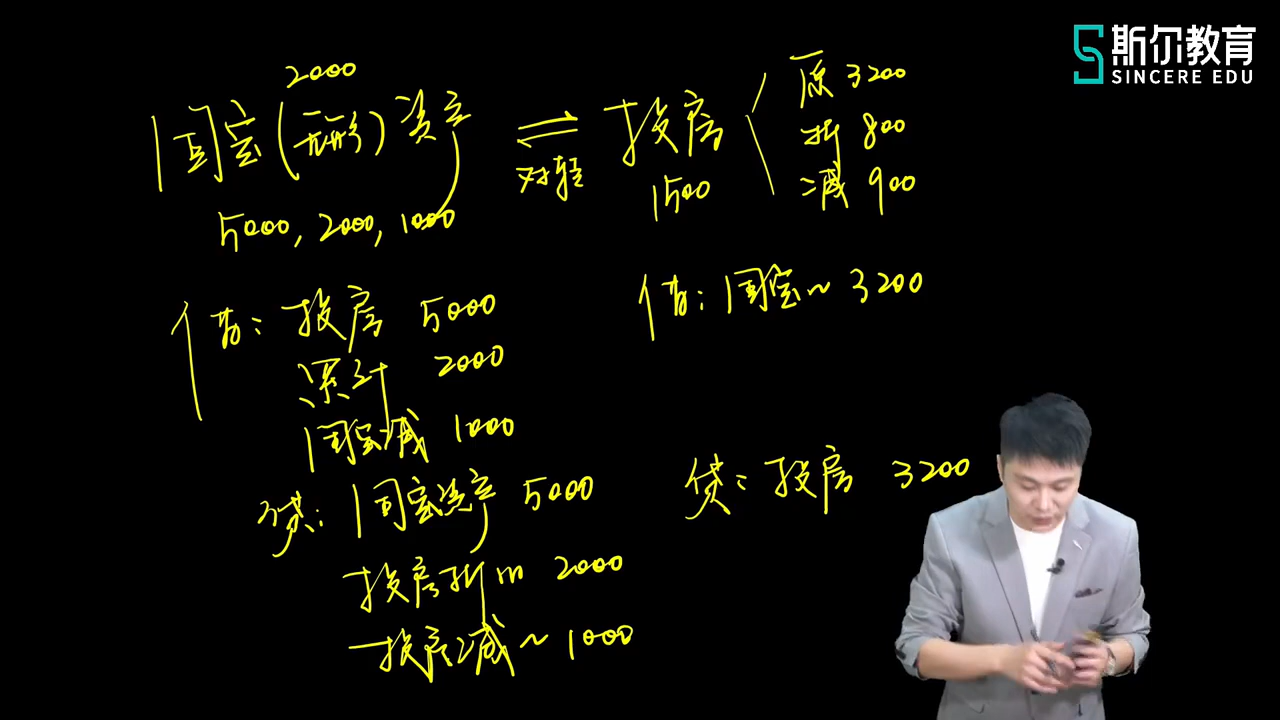 斯尔教育
SINCERE EDU
2000
固定(无形)资产 ⇌ 投房
对转
5000, 2000, 1000
1500
原 3200
折 800
减 900
借: 投房 5000
累计 2000
固定减 1000
贷: 固定资产 5000
投房折旧 2000
投房减~ 1000
借: 固定~ 3200
贷: 投房 3200